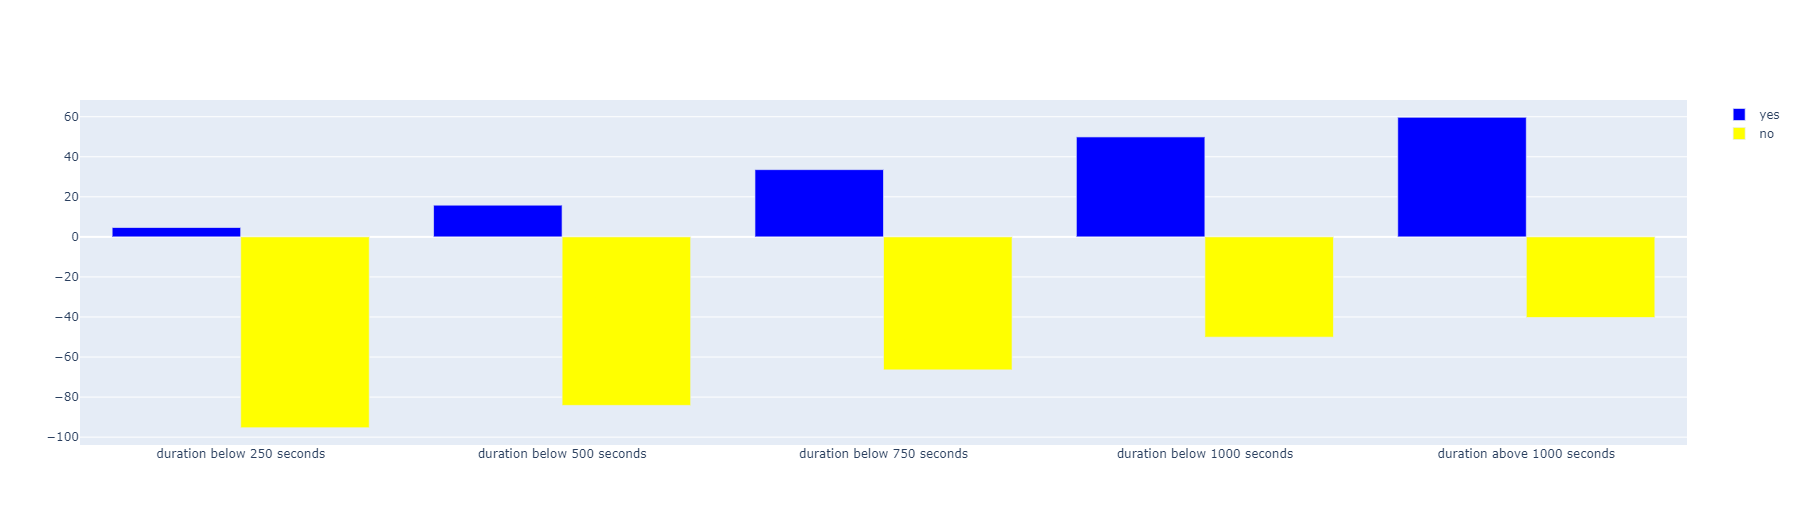 60
40
20
0
−20
−40
−60
−80
−100
duration below 250 seconds
duration below 500 seconds
duration below 750 seconds
duration below 1000 seconds
duration above 1000 seconds
yes
no